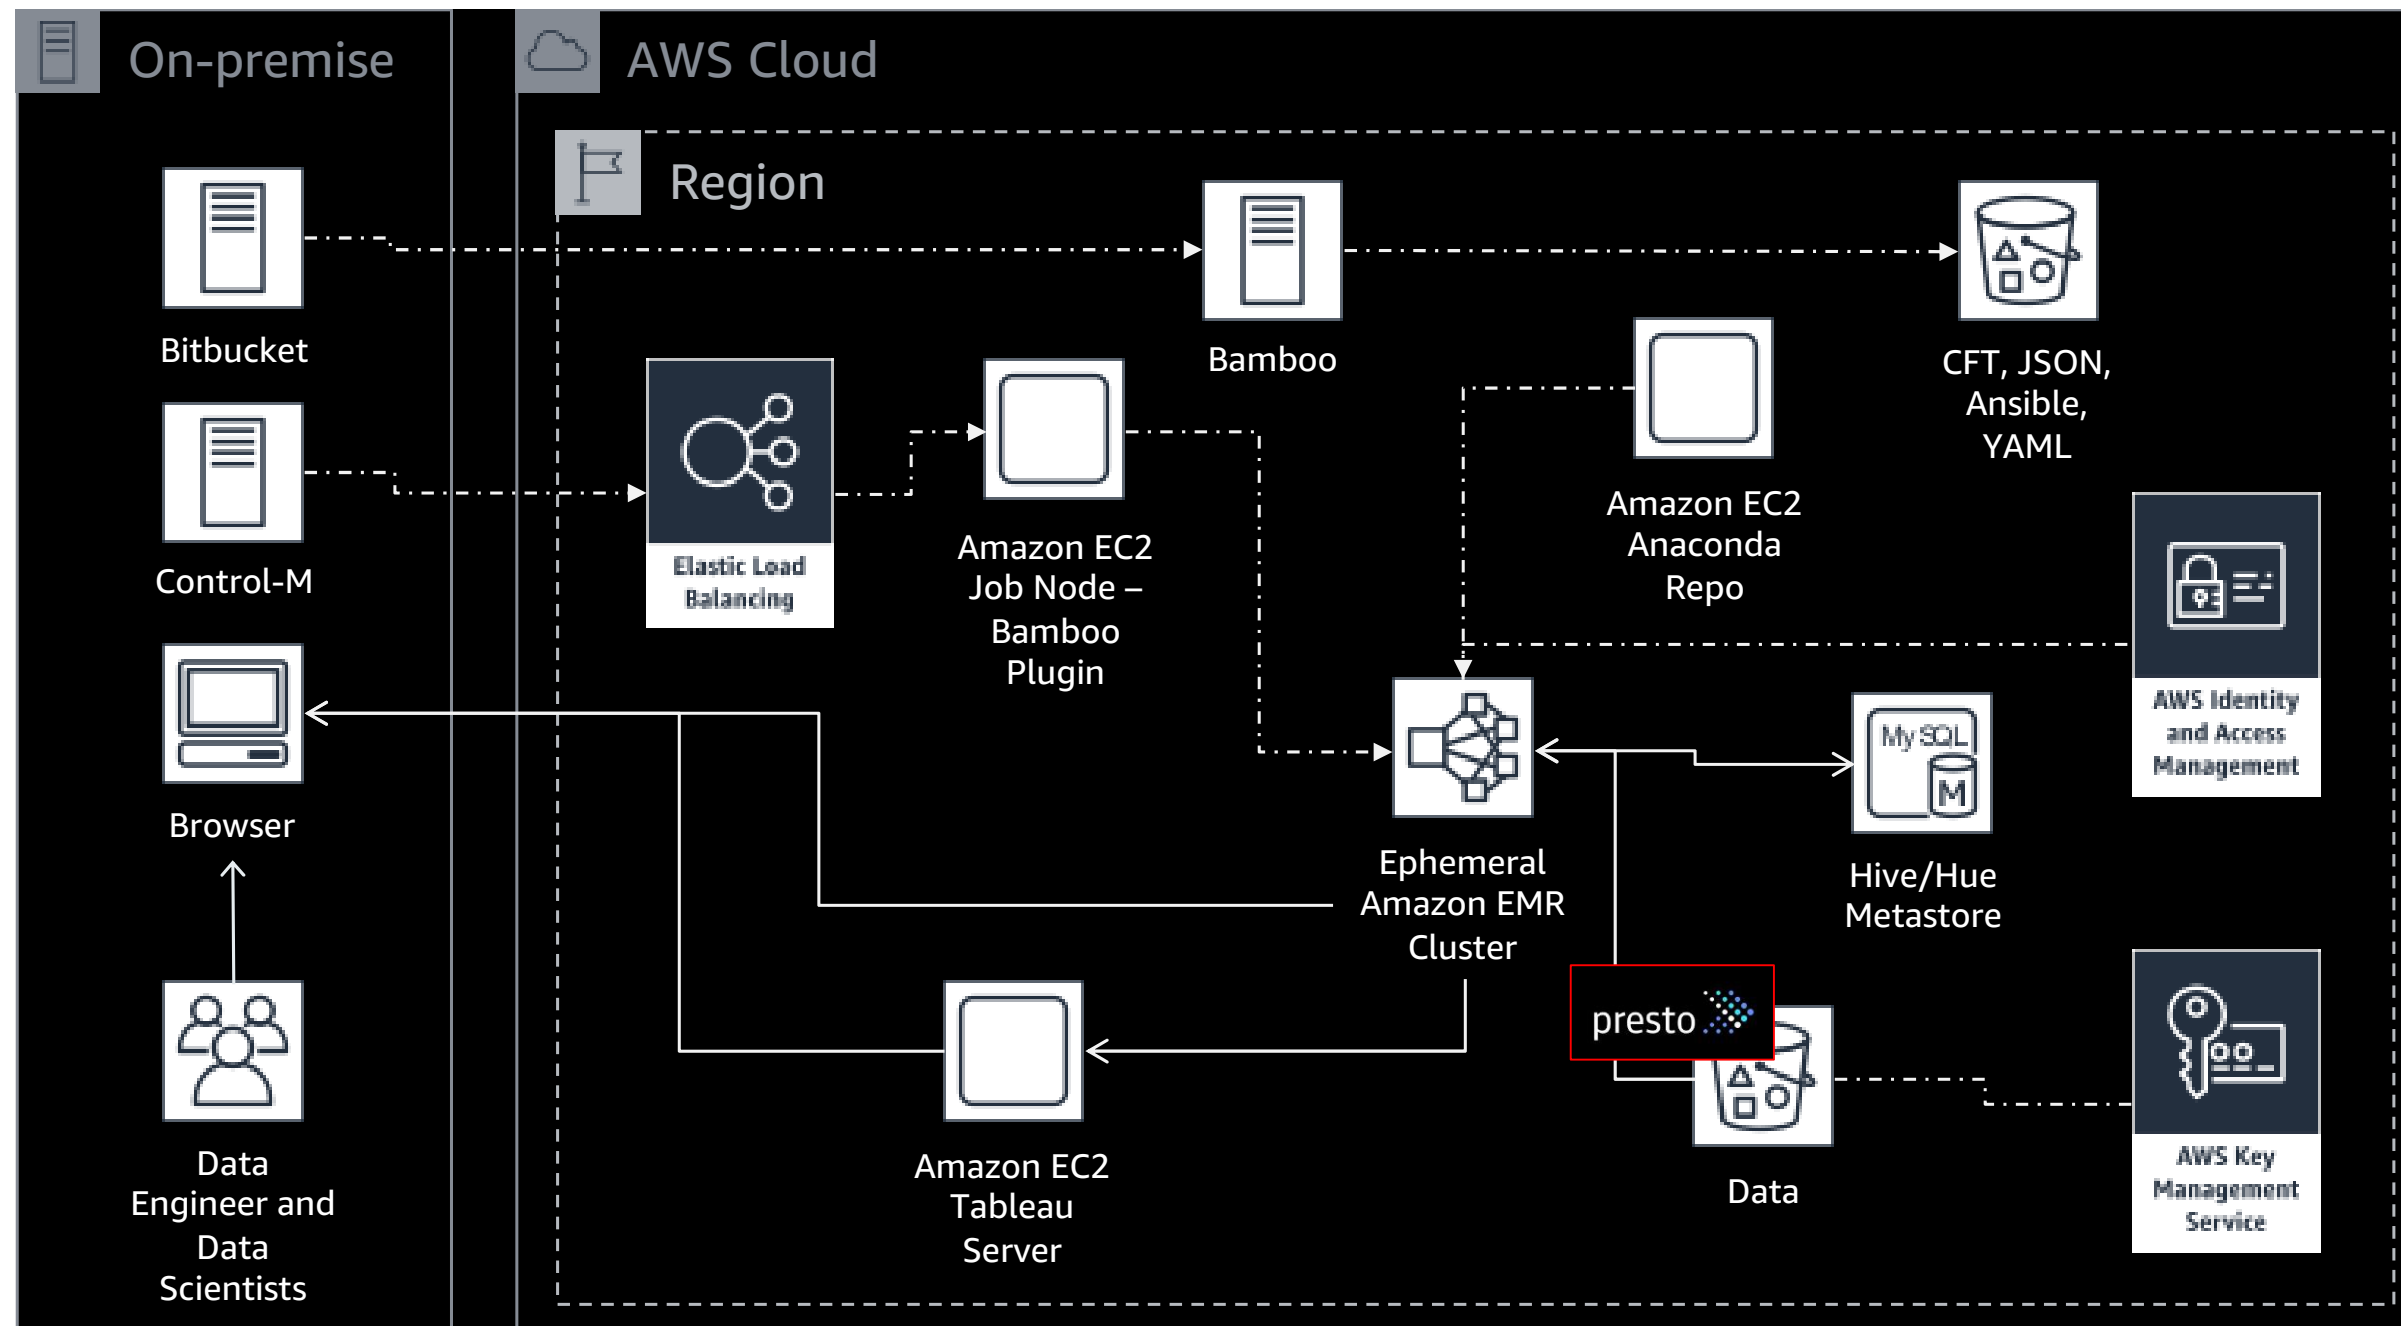 On-premise
AWS Cloud
Region
Bitbucket
Bamboo
CFT, JSON,
Ansible,
YAML
Control-M
Elastic Load
Balancing
Amazon EC2
Job Node –
Bamboo
Plugin
Amazon EC2
Anaconda
Repo
AWS Identity
and Access
Management
Browser
Ephemeral
Amazon EMR
Cluster
My SQL
M
Hive/Hue
Metastore
presto
Data
Engineer and
Data
Scientists
Amazon EC2
Tableau
Server
Data
AWS Key
Management
Service